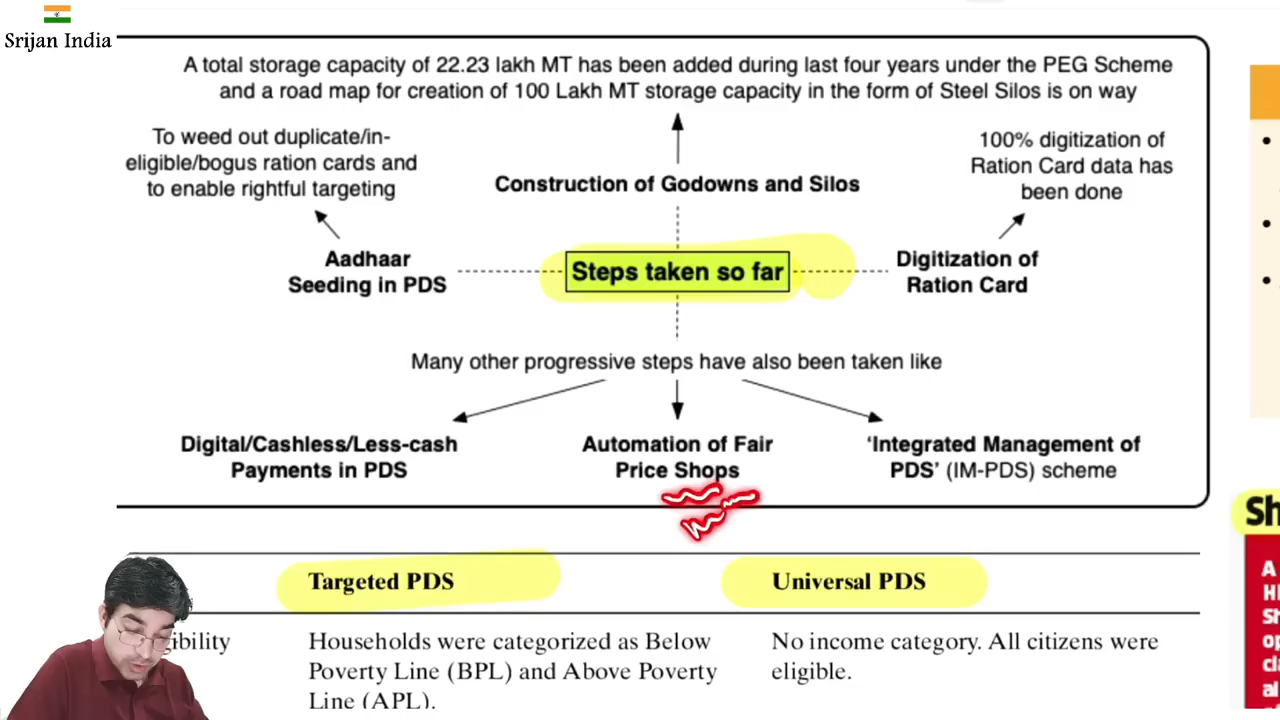 Srijan India
A total storage capacity of 22.23 lakh MT has been added during last four years under the PEG Scheme
and a road map for creation of 100 Lakh MT storage capacity in the form of Steel Silos is on way
To weed out duplicate/in-
eligible/bogus ration cards and
to enable rightful targeting
100% digitization of
Ration Card data has
been done
Construction of Godowns and Silos
Aadhaar
Seeding in PDS
Steps taken so far
Digitization of
Ration Card
Many other progressive steps have also been taken like
Digital/Cashless/Less-cash
Payments in PDS
Automation of Fair
Price Shops
‘Integrated Management of
PDS’ (IM-PDS) scheme
Targeted PDS
Universal PDS
Households were categorized as Below
Poverty Line (BPL) and Above Poverty
Line (APL).
No income category. All citizens were
eligible.
Sh
A